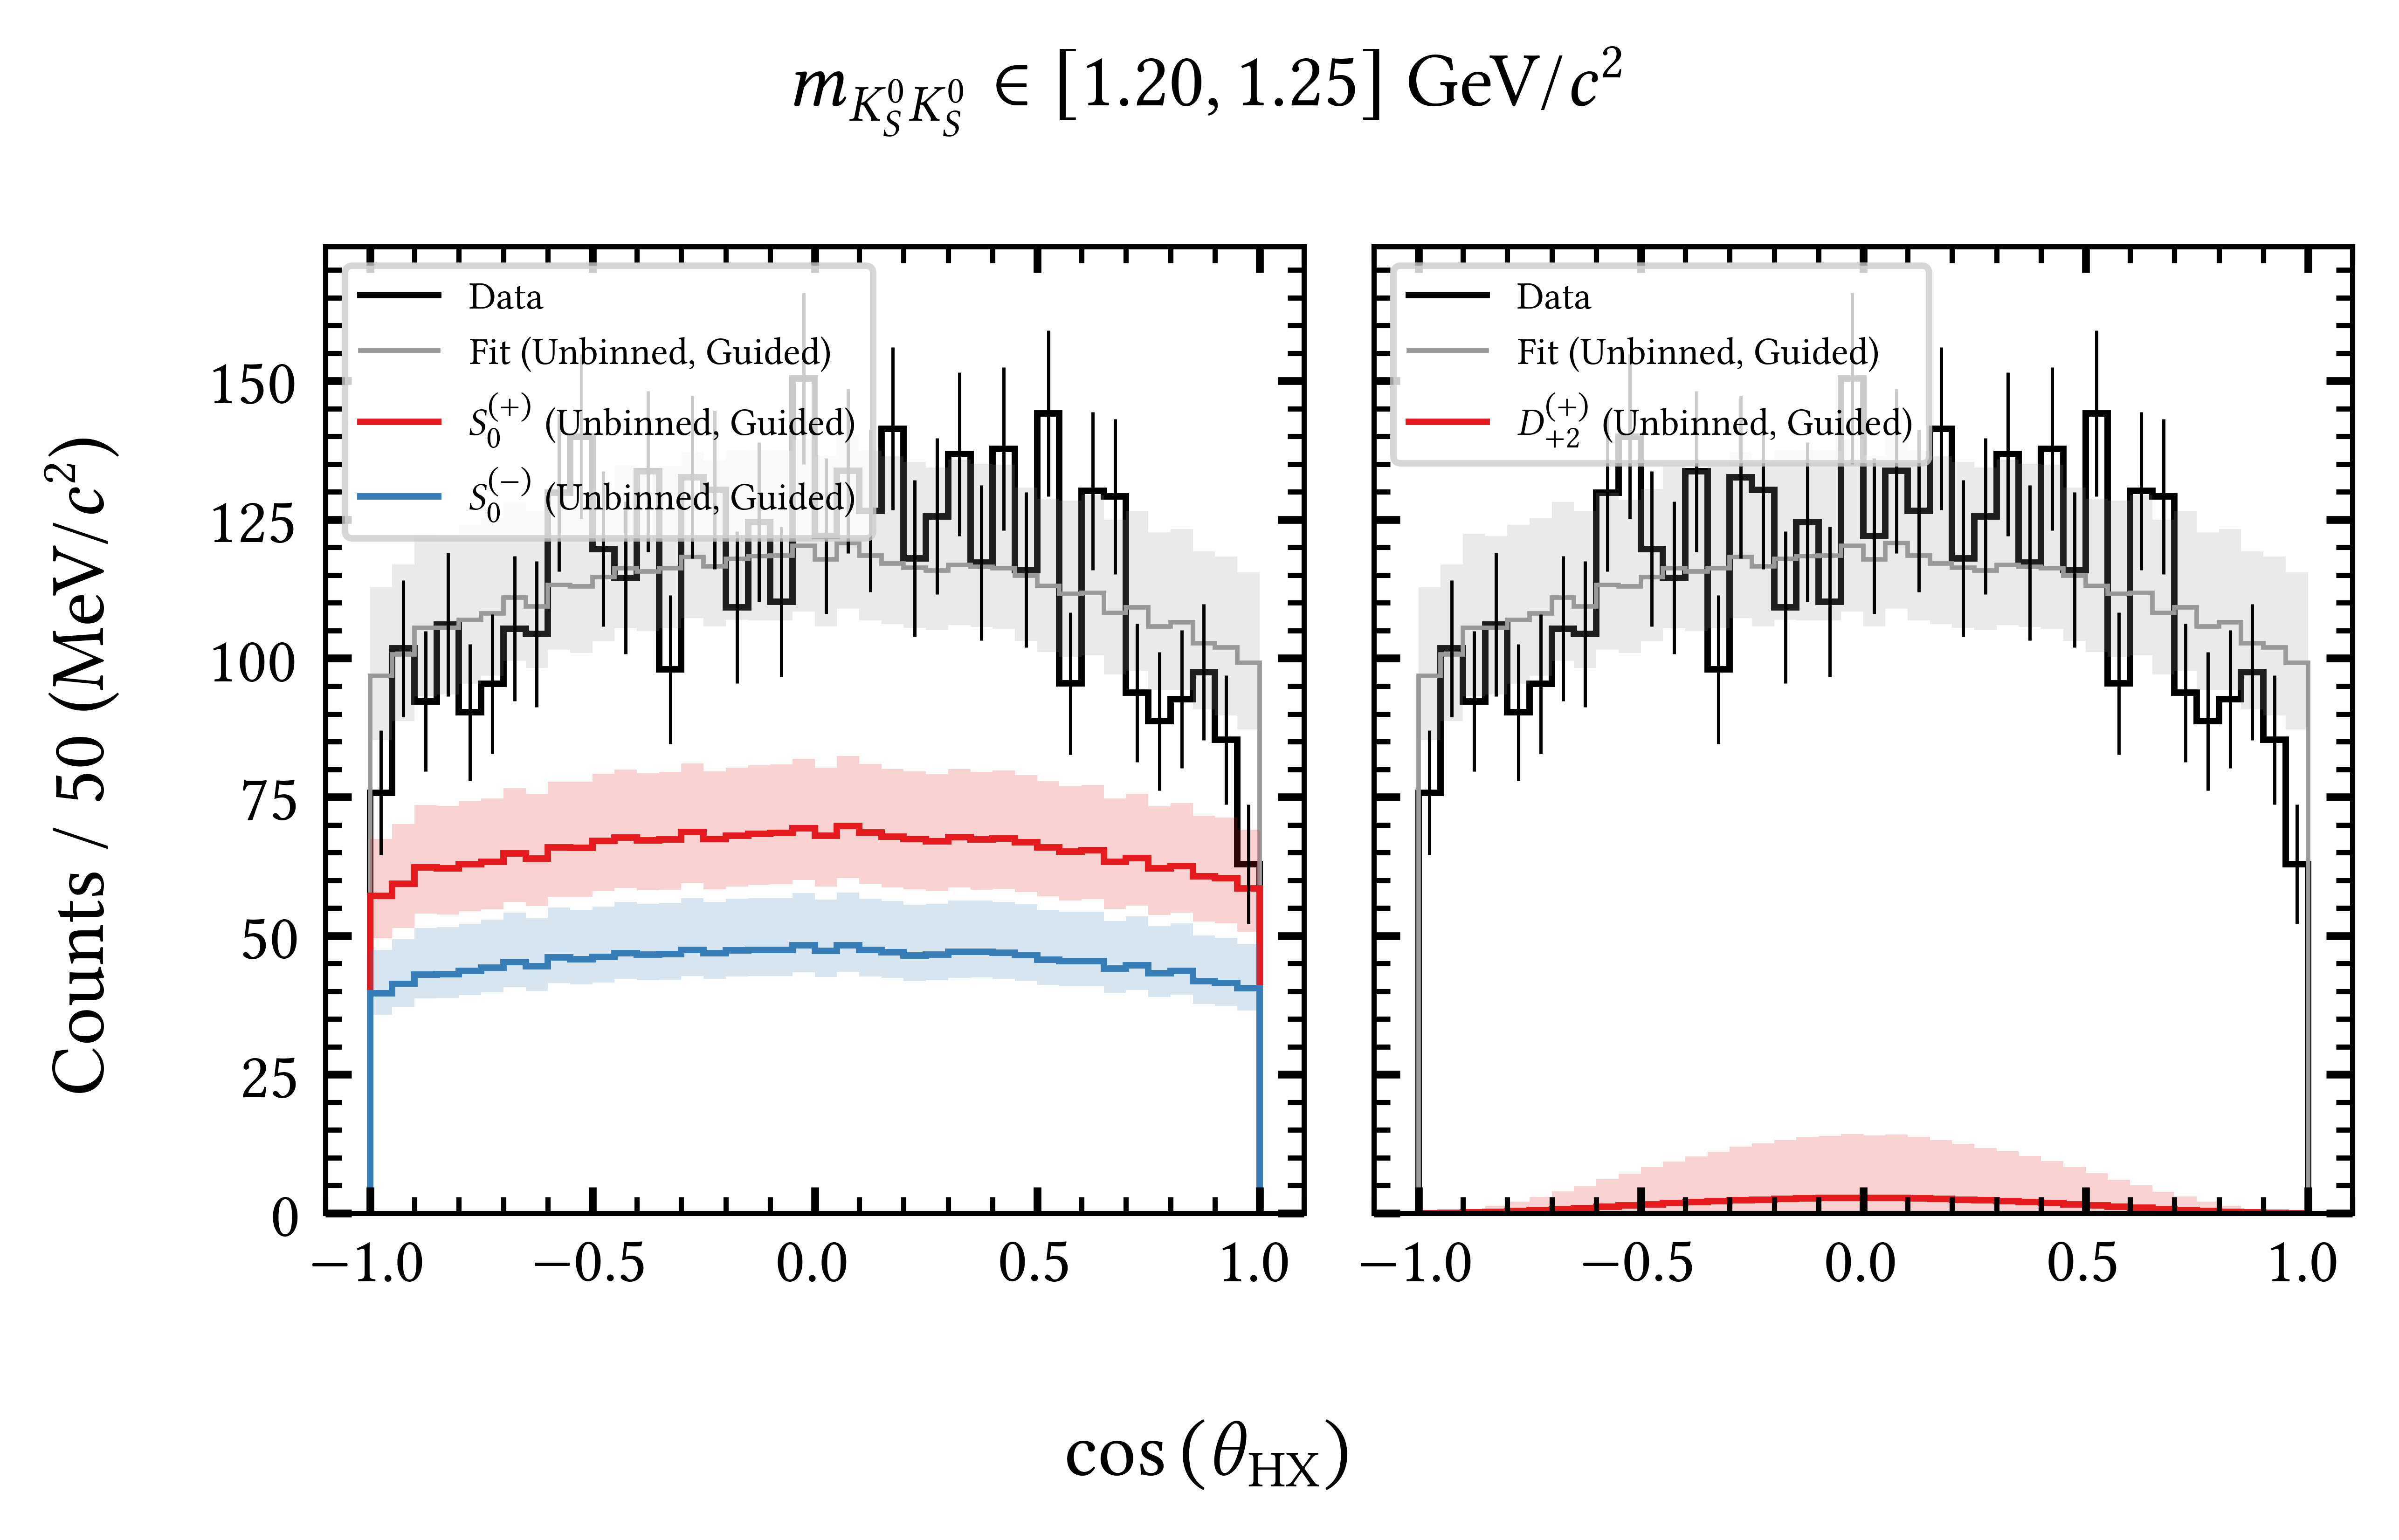 m_{K_S^0 K_S^0} ∈ [1.20, 1.25] GeV/c²
Counts / 50 (MeV/c²)
150
125
100
75
50
25
0
Data
Fit (Unbinned, Guided)
S_0^{(+)} (Unbinned, Guided)
S_0^{(−)} (Unbinned, Guided)
−1.0 −0.5 0.0 0.5 1.0
Data
Fit (Unbinned, Guided)
D_{+2}^{(+)} (Unbinned, Guided)
−1.0 −0.5 0.0 0.5 1.0
cos (θ_{HX})